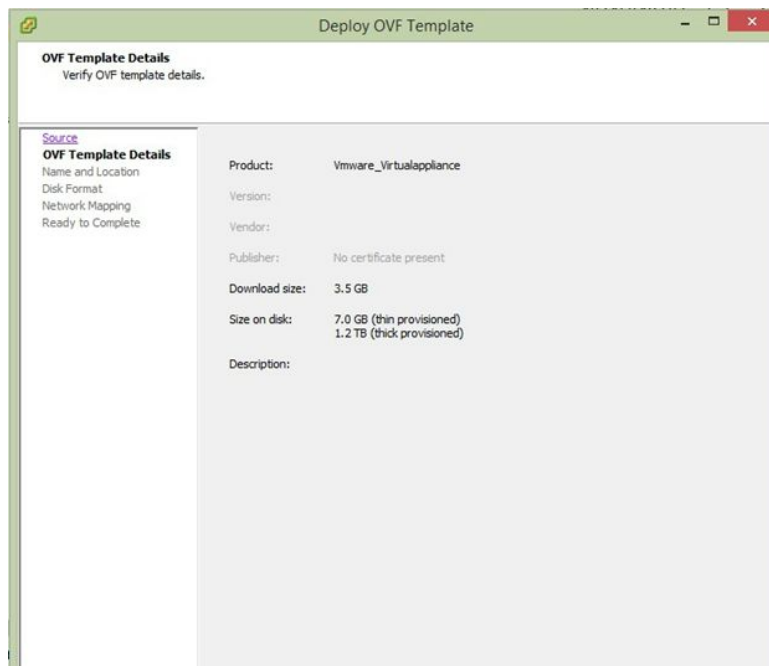 Deploy OVF Template
OVF Template Details
Verify OVF template details.
Source
OVF Template Details
Name and Location
Disk Format
Network Mapping
Ready to Complete
Product: Vmware_Virtualappliance
Version:
Vendor:
Publisher: No certificate present
Download size: 3.5 GB
Size on disk: 7.0 GB (thin provisioned)
1.2 TB (thick provisioned)
Description: